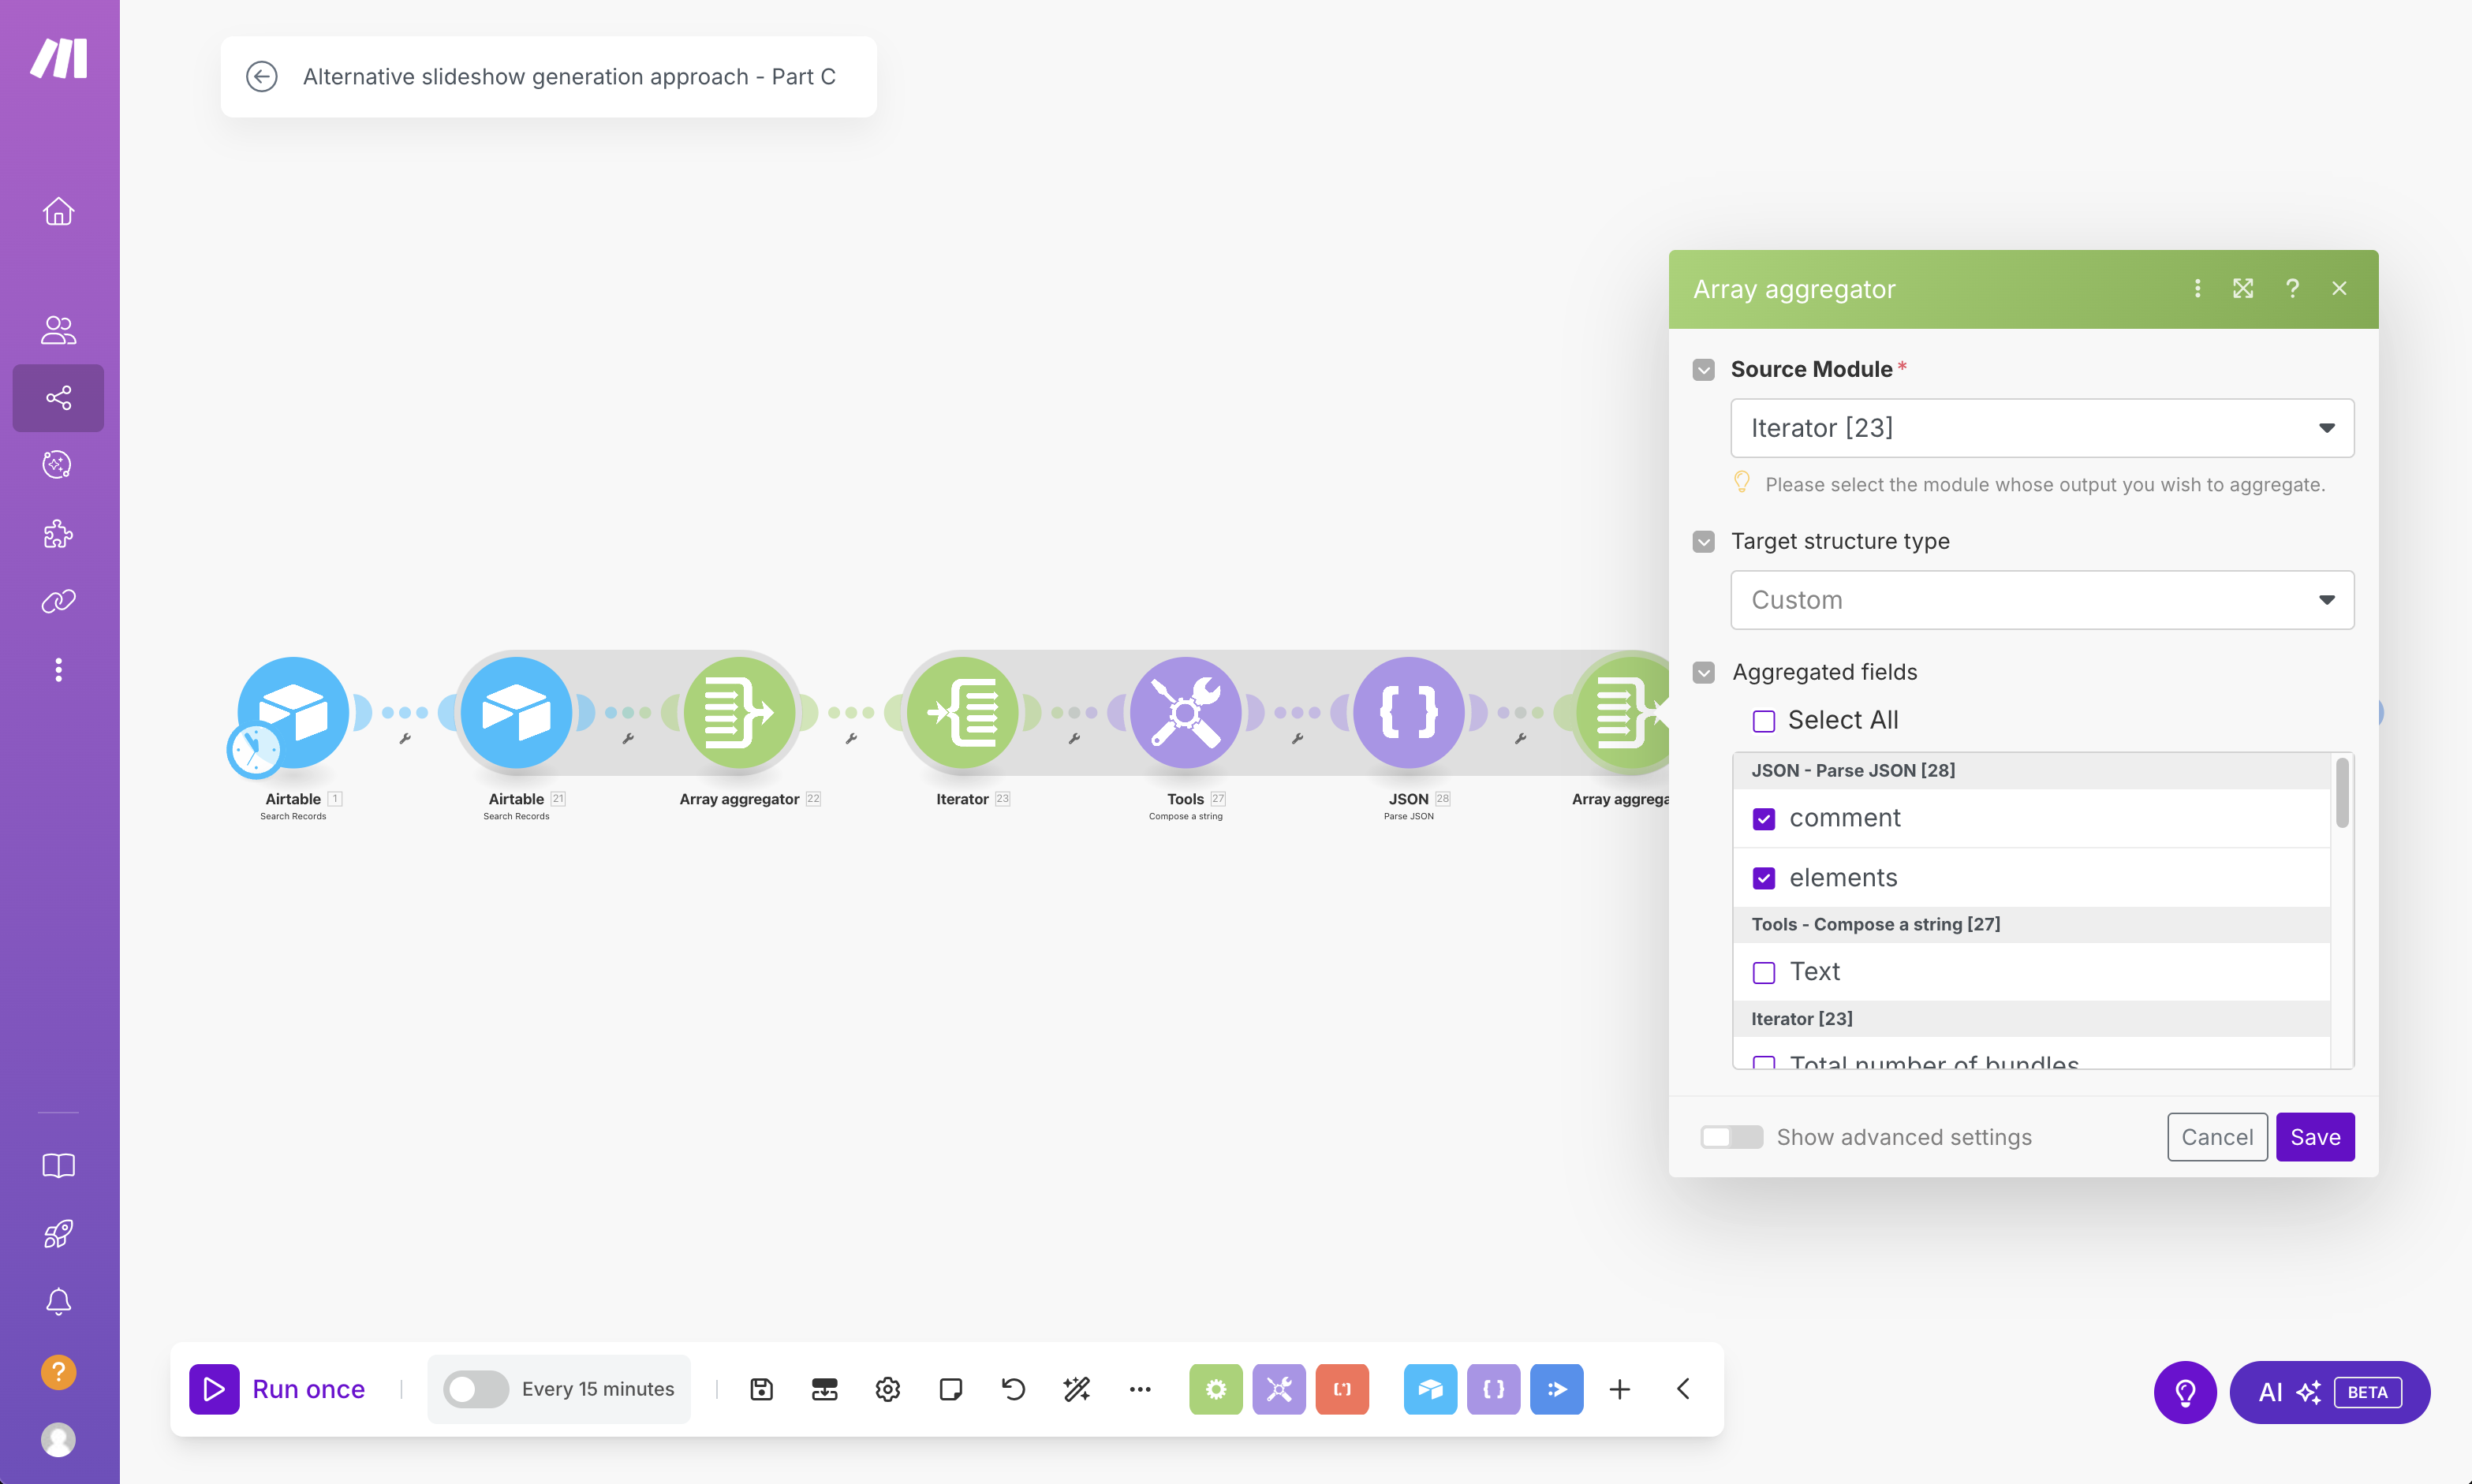 Alternative slideshow generation approach - Part C
Array aggregator
Source Module *
Iterator [23]
Please select the module whose output you wish to aggregate.
Target structure type
Custom
Aggregated fields
Select All
JSON - Parse JSON [28]
comment
elements
Tools - Compose a string [27]
Text
Iterator [23]
Total number of bundles
Show advanced settings
Cancel
Save
Airtable 1
Search Records
Airtable 21
Search Records
Array aggregator 22
Iterator 23
Tools 27
Compose a string
JSON 28
Parse JSON
Array aggrega
Run once
Every 15 minutes
AI BETA